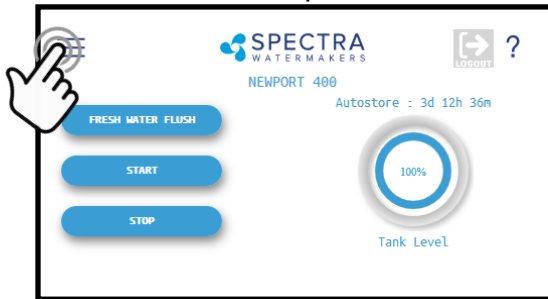 SPECTRA
WATERMAKERS
LOGOUT
?
NEWPORT 400
Autostore : 3d 12h 36m
FRESH WATER FLUSH
START
STOP
100%
Tank Level